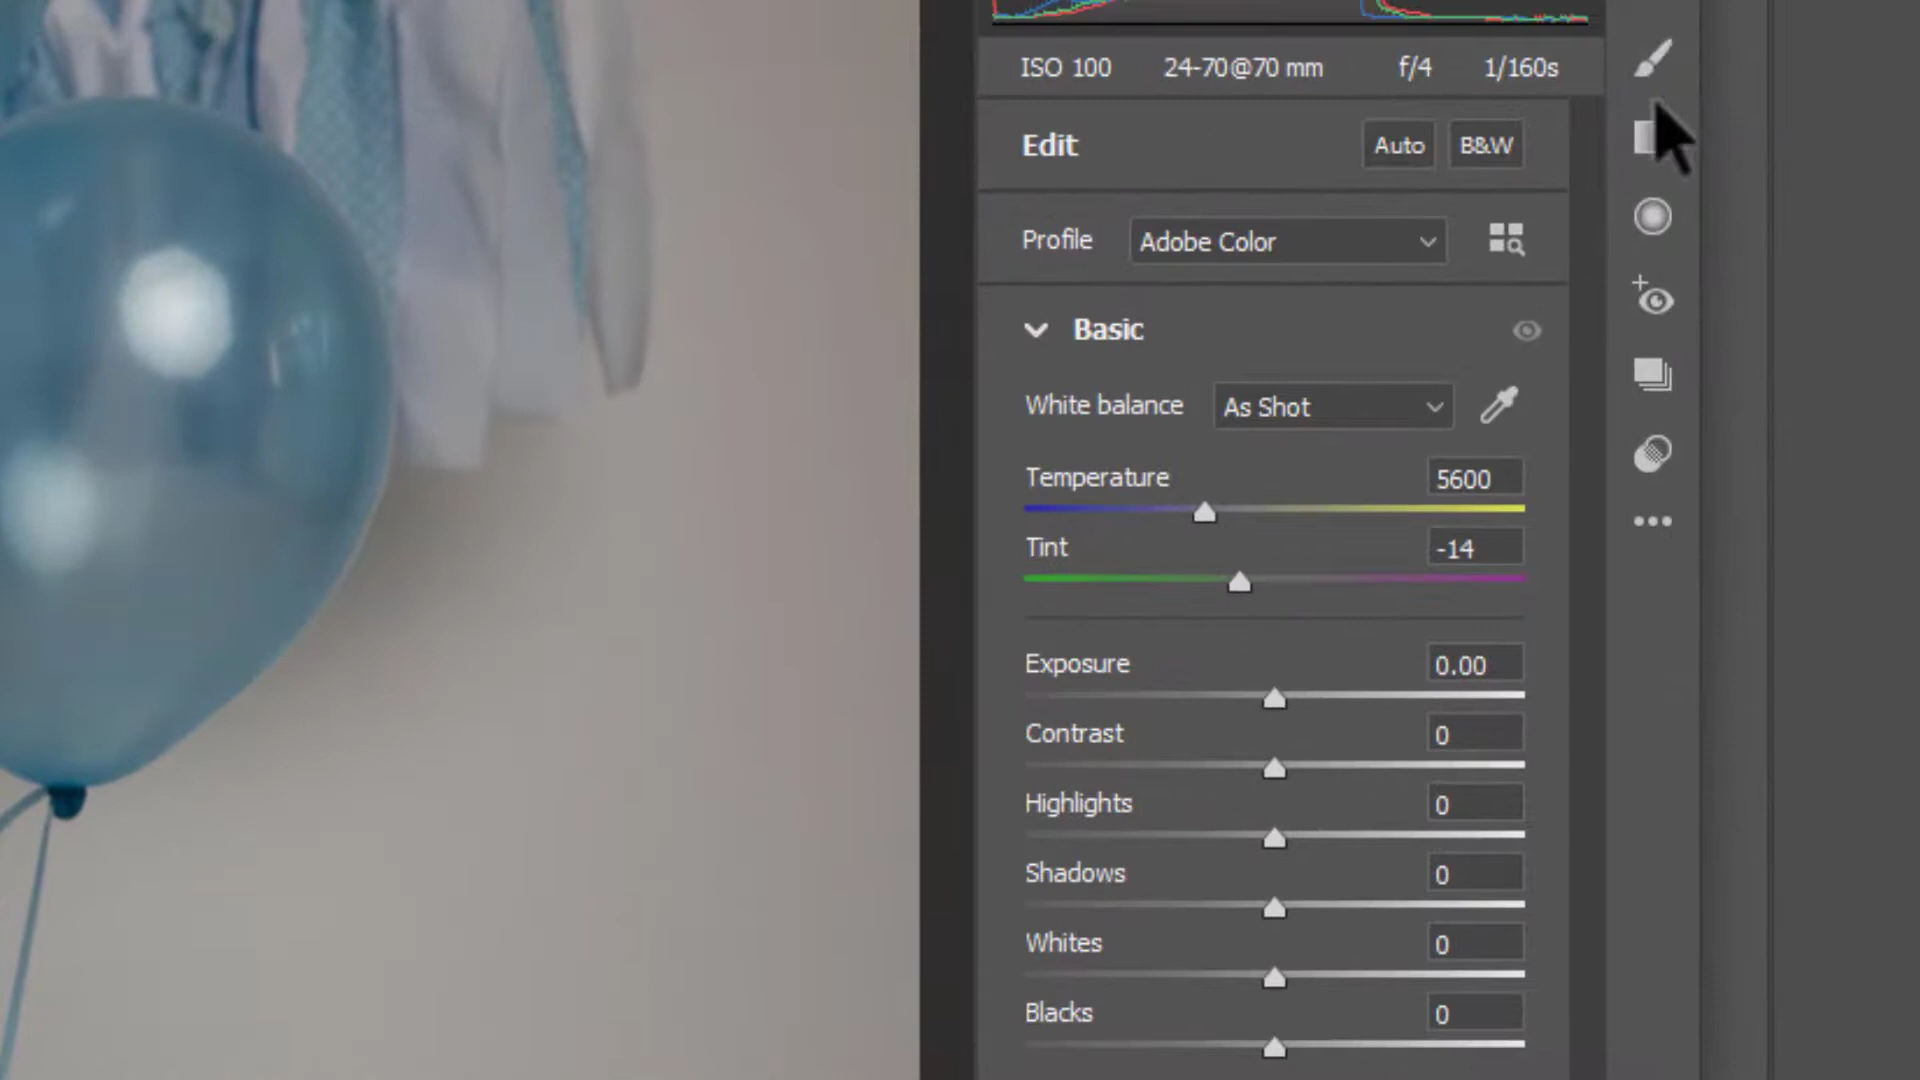 ISO 100 24-70@70 mm f/4 1/160s
Edit Auto B&W
Profile Adobe Color
Basic
White balance As Shot
Temperature 5600
Tint -14
Exposure 0.00
Contrast 0
Highlights 0
Shadows 0
Whites 0
Blacks 0